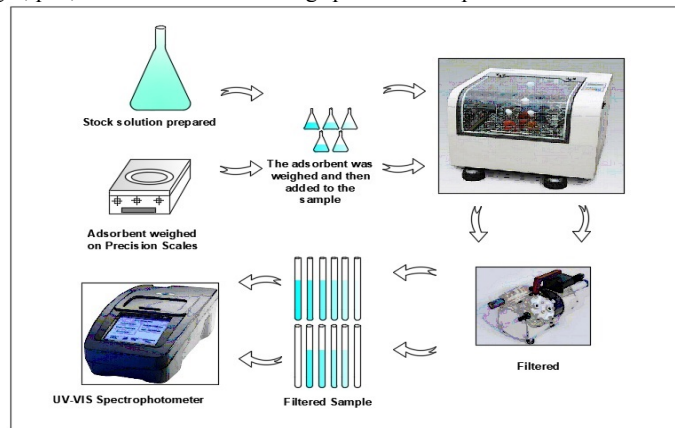 Stock solution prepared
The adsorbent was
weighed and then
added to the
sample
Adsorbent weighed
on Precision Scales
Filtered
UV-VIS Spectrophotometer
Filtered Sample